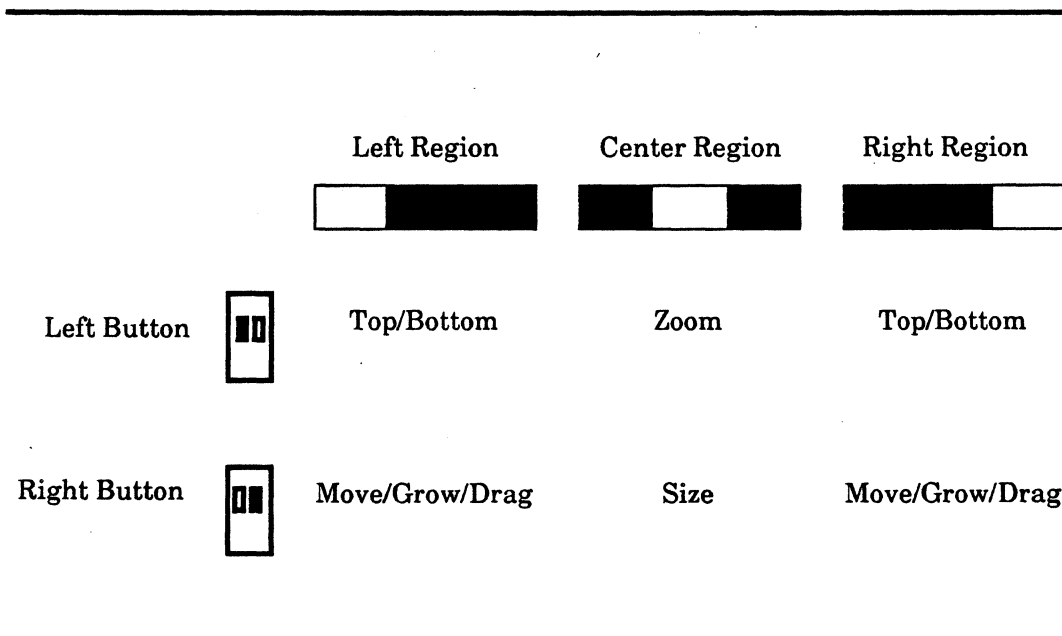 Left Region Center Region Right Region
Left Button Top/Bottom Zoom Top/Bottom
Right Button Move/Grow/Drag Size Move/Grow/Drag